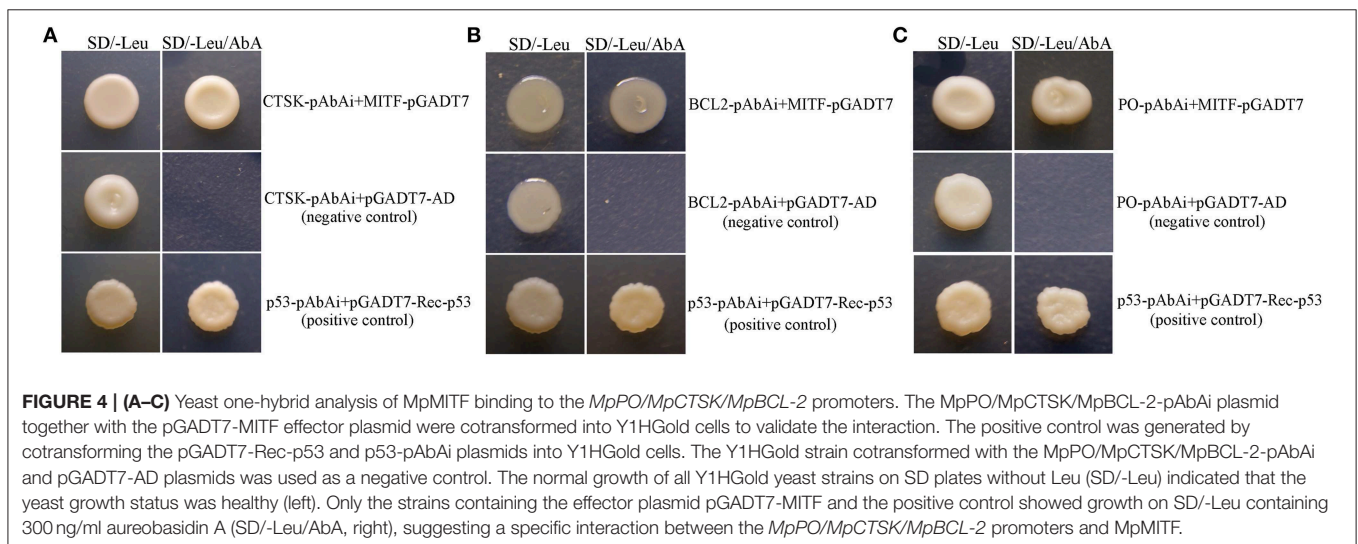 A
SD/-Leu SD/-Leu/AbA
CTSK-pAbAi+MITF-pGADT7
CTSK-pAbAi+pGADT7-AD
(negative control)
p53-pAbAi+pGADT7-Rec-p53
(positive control)
B
SD/-Leu SD/-Leu/AbA
BCL2-pAbAi+MITF-pGADT7
BCL2-pAbAi+pGADT7-AD
(negative control)
p53-pAbAi+pGADT7-Rec-p53
(positive control)
C
SD/-Leu SD/-Leu/AbA
PO-pAbAi+MITF-pGADT7
PO-pAbAi+pGADT7-AD
(negative control)
p53-pAbAi+pGADT7-Rec-p53
(positive control)
FIGURE 4 | (A–C) Yeast one-hybrid analysis of MpMITF binding to the MpPO/MpCTSK/MpBCL-2 promoters. The MpPO/MpCTSK/MpBCL-2-pAbAi plasmid
together with the pGADT7-MITF effector plasmid were cotransformed into Y1HGold cells to validate the interaction. The positive control was generated by
cotransforming the pGADT7-Rec-p53 and p53-pAbAi plasmids into Y1HGold cells. The Y1HGold strain cotransformed with the MpPO/MpCTSK/MpBCL-2-pAbAi
and pGADT7-AD plasmids was used as a negative control. The normal growth of all Y1HGold yeast strains on SD plates without Leu (SD/-Leu) indicated that the
yeast growth status was healthy (left). Only the strains containing the effector plasmid pGADT7-MITF and the positive control showed growth on SD/-Leu containing
300 ng/ml aureobasidin A (SD/-Leu/AbA, right), suggesting a specific interaction between the MpPO/MpCTSK/MpBCL-2 promoters and MpMITF.